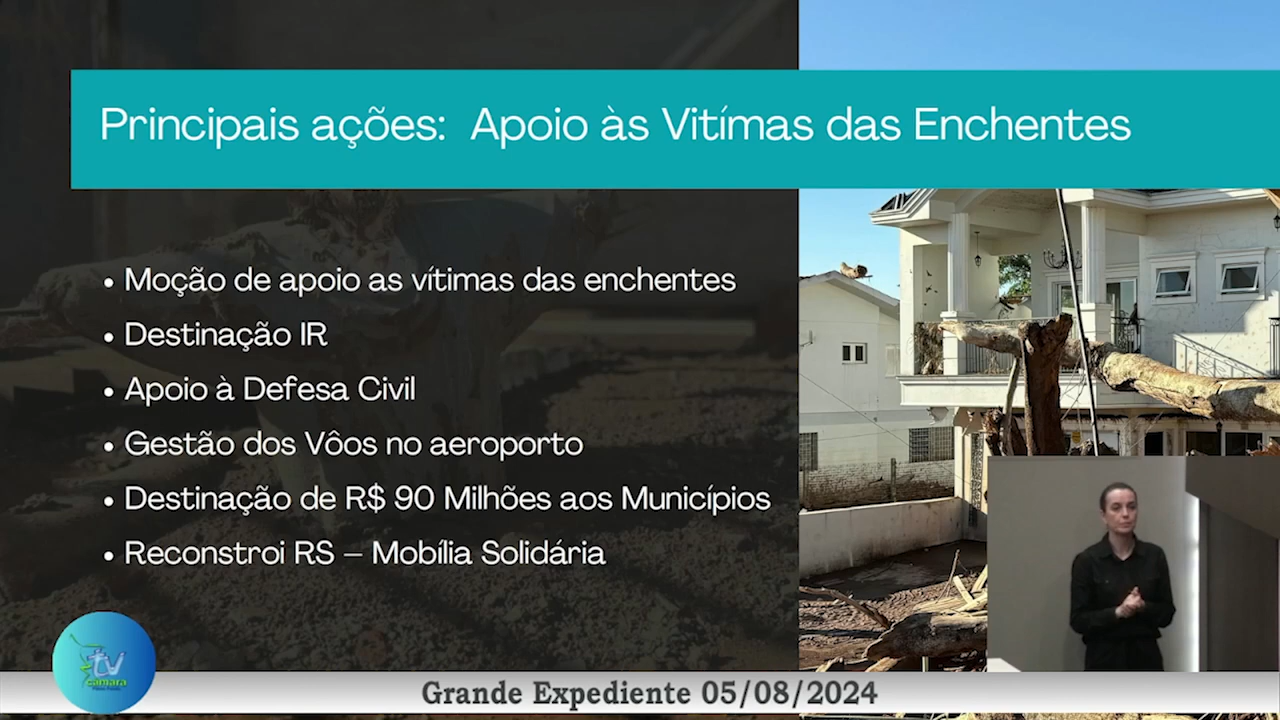 Principais ações: Apoio às Vitímas das Enchentes
• Moção de apoio as vítimas das enchentes
• Destinação IR
• Apoio à Defesa Civil
• Gestão dos Vôos no aeroporto
• Destinação de R$ 90 Milhões aos Municípios
• Reconstroi RS – Mobília Solidária
tv
câmara
Grande Expediente 05/08/2024